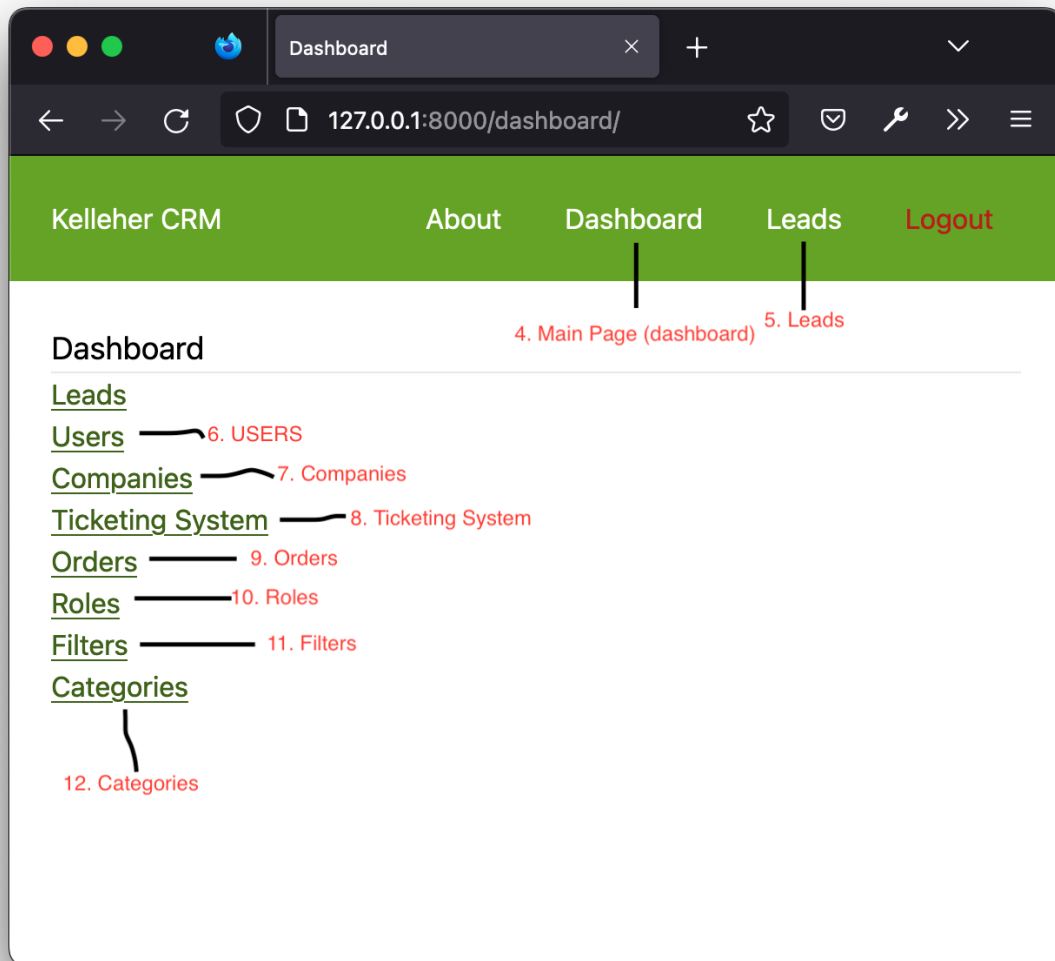 Dashboard
127.0.0.1:8000/dashboard/
Kelleher CRM About Dashboard Leads Logout
4. Main Page (dashboard) 5. Leads
Dashboard
Leads
Users 6. USERS
Companies 7. Companies
Ticketing System 8. Ticketing System
Orders 9. Orders
Roles 10. Roles
Filters 11. Filters
Categories
12. Categories